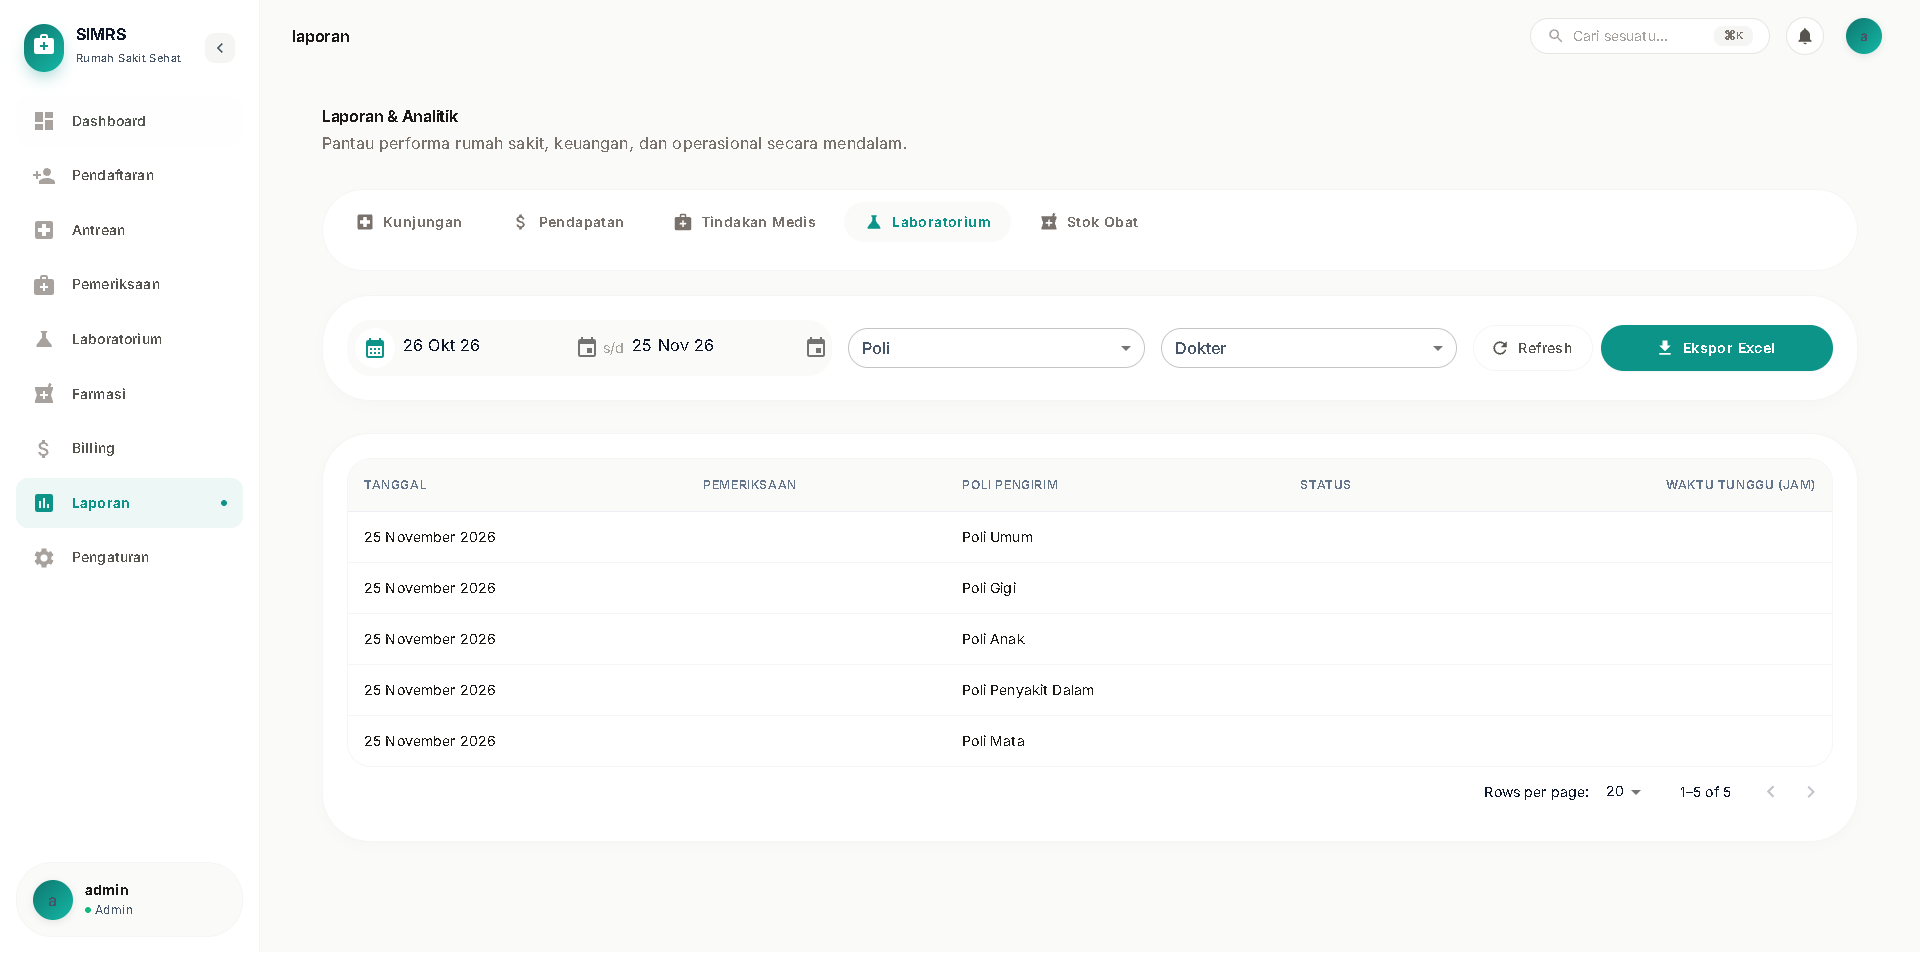 SIMRS
Rumah Sakit Sehat
Dashboard
Pendaftaran
Antrean
Pemeriksaan
Laboratorium
Farmasi
Billing
Laporan
Pengaturan
a
admin
Admin
laporan
Cari sesuatu...
⌘K
a
Laporan & Analitik
Pantau performa rumah sakit, keuangan, dan operasional secara mendalam.
Kunjungan Pendapatan Tindakan Medis Laboratorium Stok Obat
26 Okt 26 s/d 25 Nov 26 Poli Dokter Refresh Ekspor Excel
TANGGAL PEMERIKSAAN POLI PENGIRIM STATUS WAKTU TUNGGU (JAM)
25 November 2026 Poli Umum
25 November 2026 Poli Gigi
25 November 2026 Poli Anak
25 November 2026 Poli Penyakit Dalam
25 November 2026 Poli Mata
Rows per page: 20 1–5 of 5